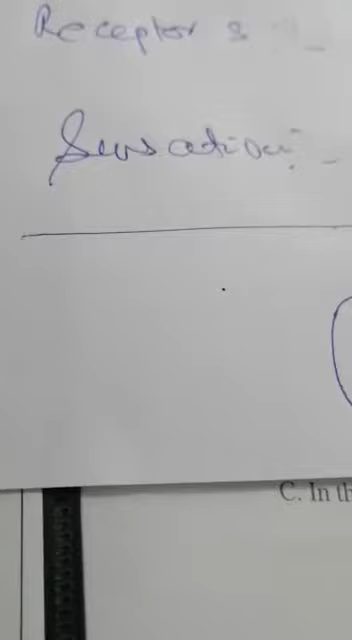 Receptor :
Sensation: -
C. In th